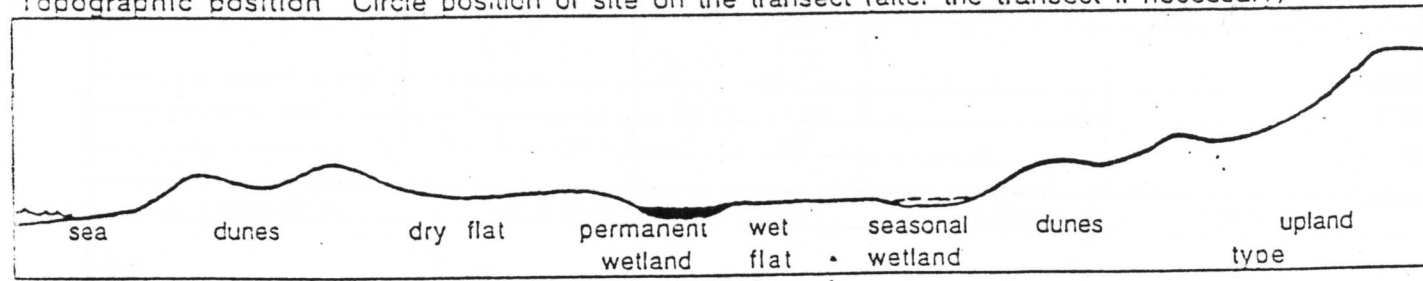 Topographic position Circle position of site on the transect (alter the transect if necessary)
sea dunes dry flat permanent wet seasonal dunes upland
wetland flat wetland type